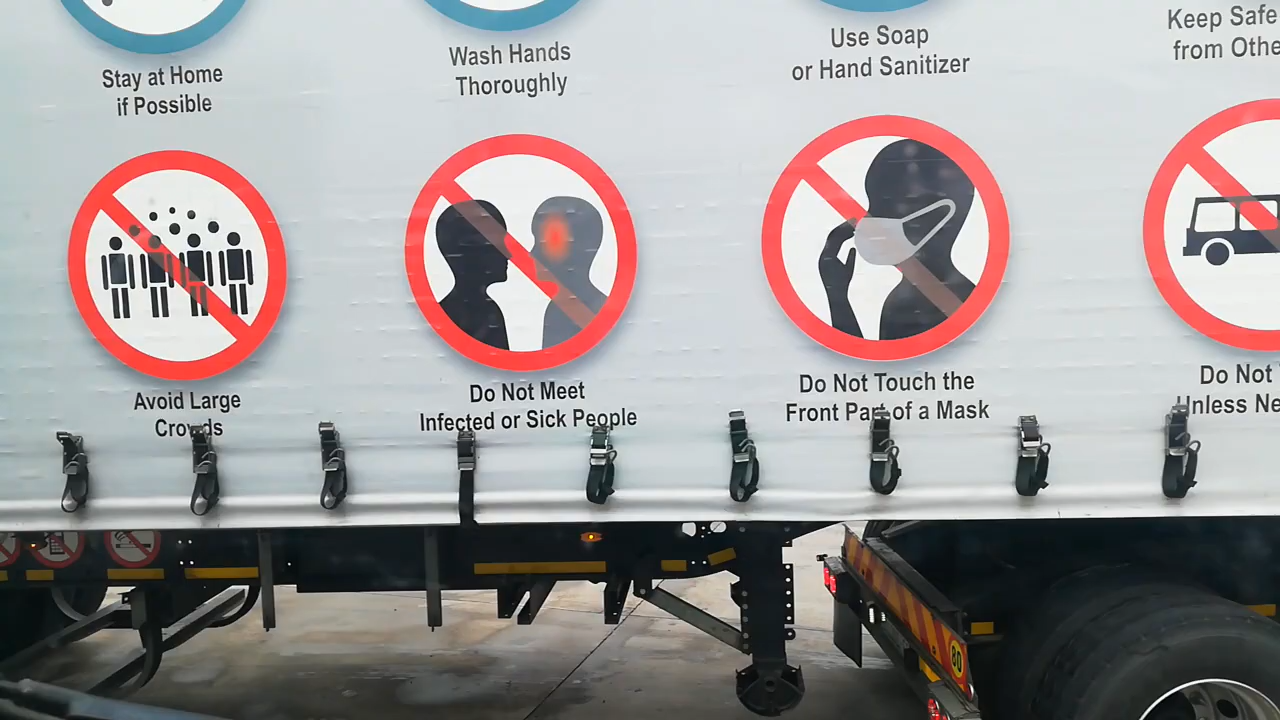 Stay at Home
if Possible
Wash Hands
Thoroughly
Use Soap
or Hand Sanitizer
Keep Safe
from Othe
Avoid Large
Crowds
Do Not Meet
Infected or Sick People
Do Not Touch the
Front Part of a Mask
Do Not
Unless Ne
80